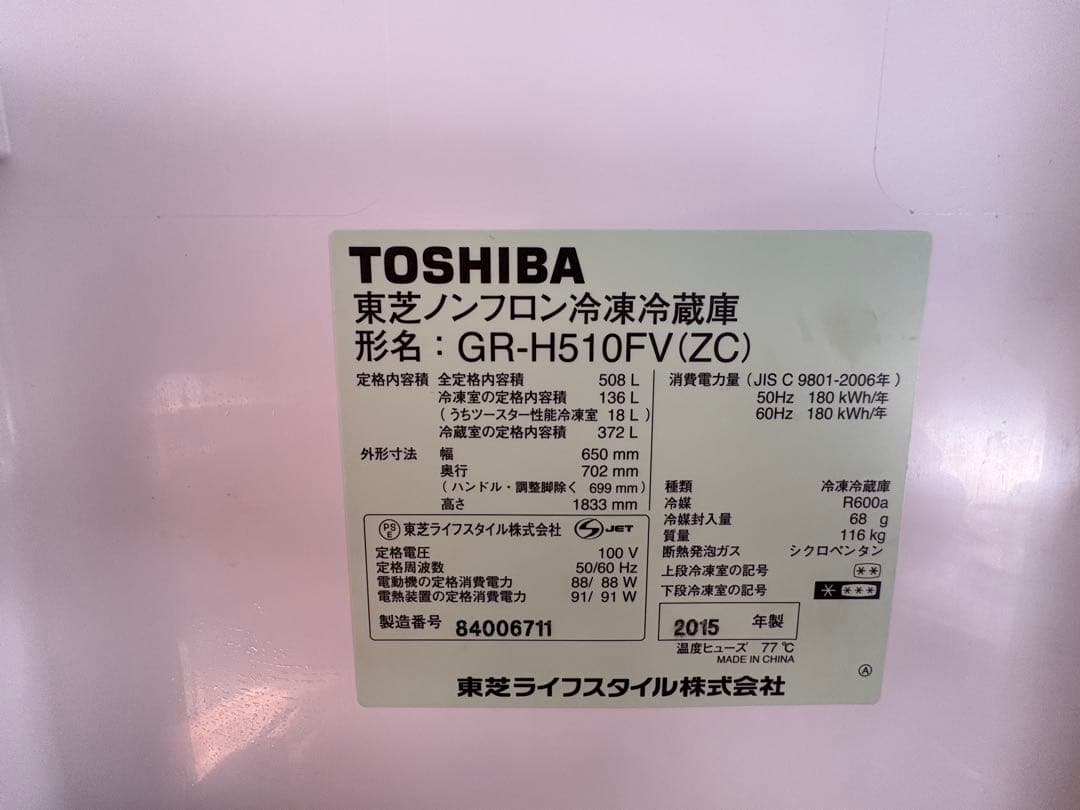 TOSHIBA
東芝ノンフロン冷凍冷蔵庫
形名：GR-H510FV(ZC)
定格内容積 全定格内容積 508 L
冷凍室の定格内容積 136 L
(うちツースター性能冷凍室 18 L)
冷蔵室の定格内容積 372 L
外形寸法 幅 650 mm
奥行 702 mm
(ハンドル・調整脚除く 699 mm)
高さ 1833 mm
消費電力量 (JIS C 9801-2006年)
50Hz 180 kWh/年
60Hz 180 kWh/年
種類 冷凍冷蔵庫
冷媒 R600a
冷媒封入量 68 g
質量 116 kg
断熱発泡ガス シクロペンタン
上段冷凍室の記号 **
下段冷凍室の記号 * ***
PSE 東芝ライフスタイル株式会社 JET
定格電圧 100 V
定格周波数 50/60 Hz
電動機の定格消費電力 88/ 88 W
電熱装置の定格消費電力 91/ 91 W
製造番号 84006711
2015 年製
温度ヒューズ 77℃
MADE IN CHINA
Ⓐ
東芝ライフスタイル株式会社